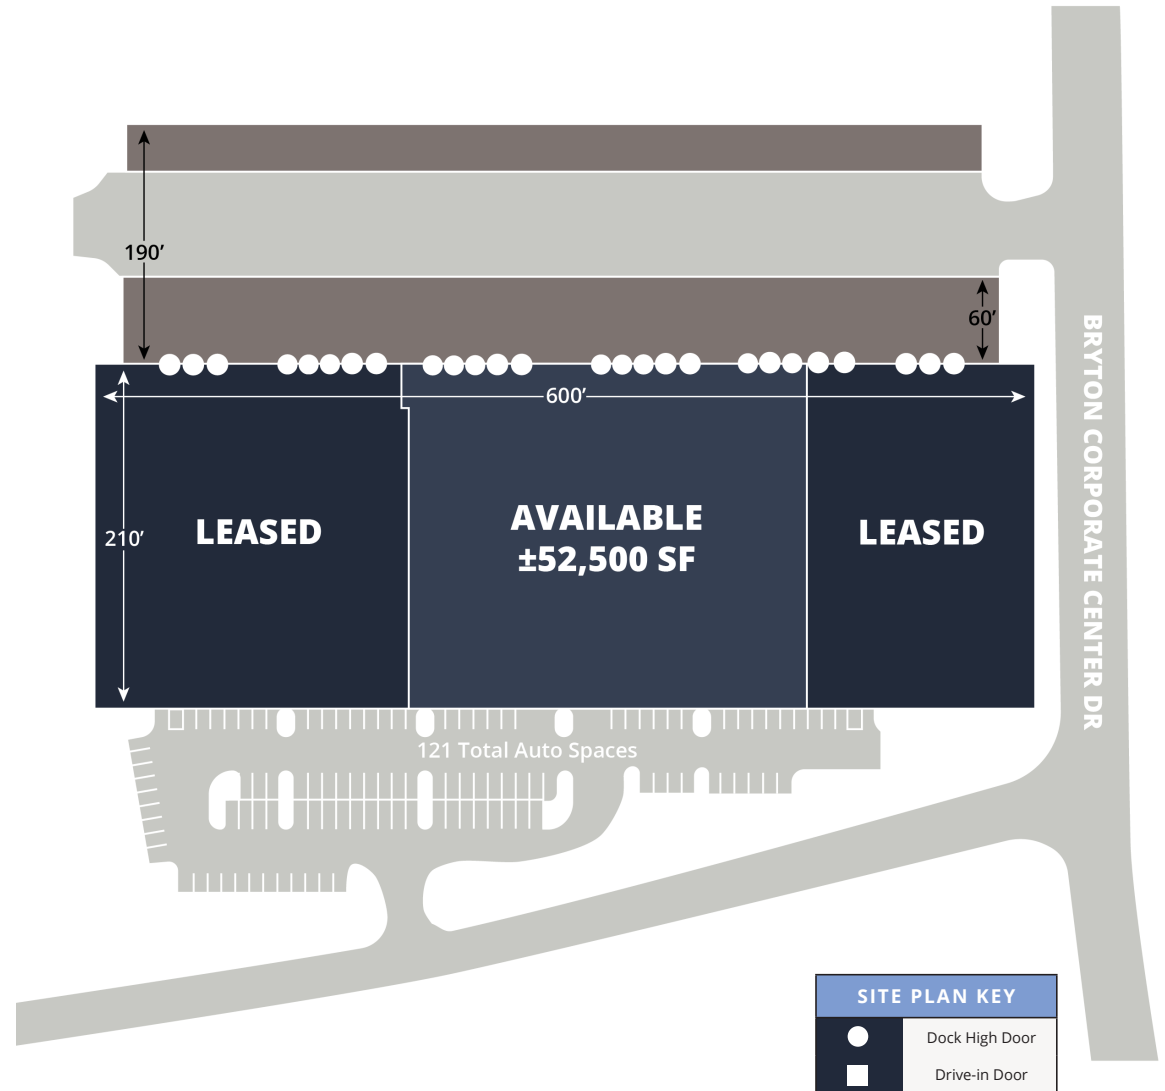 190’
60’
600’
210’
LEASED
AVAILABLE
±52,500 SF
LEASED
BRYTON CORPORATE CENTER DR
121 Total Auto Spaces
SITE PLAN KEY
Dock High Door
Drive-in Door